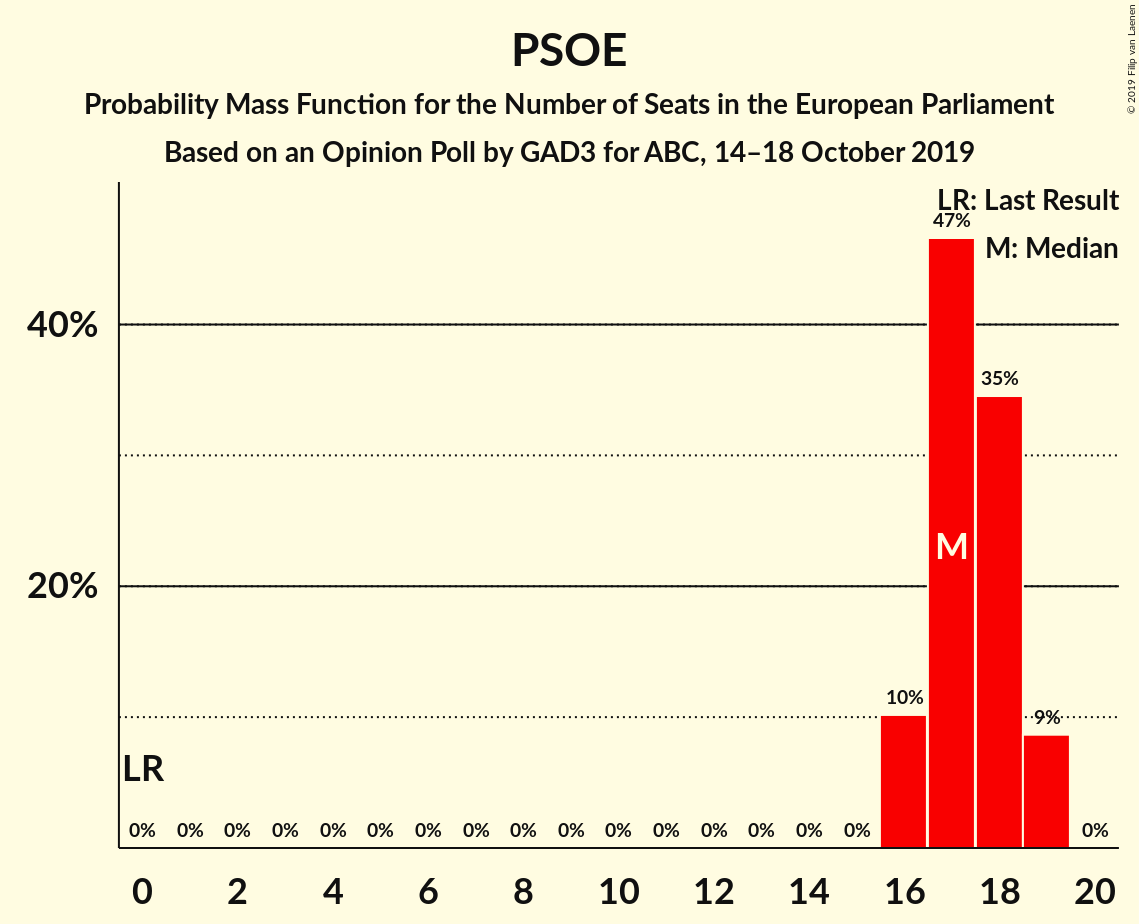 PSOE
Probability Mass Function for the Number of Seats in the European Parliament
Based on an Opinion Poll by GAD3 for ABC, 14–18 October 2019
© 2019 Filip van Laenen
LR: Last Result
M: Median
47%
40%
35%
M
20%
10%
9%
LR
0% 0% 0% 0% 0% 0% 0% 0% 0% 0% 0% 0% 0% 0% 0% 0% 0%
0 2 4 6 8 10 12 14 16 18 20